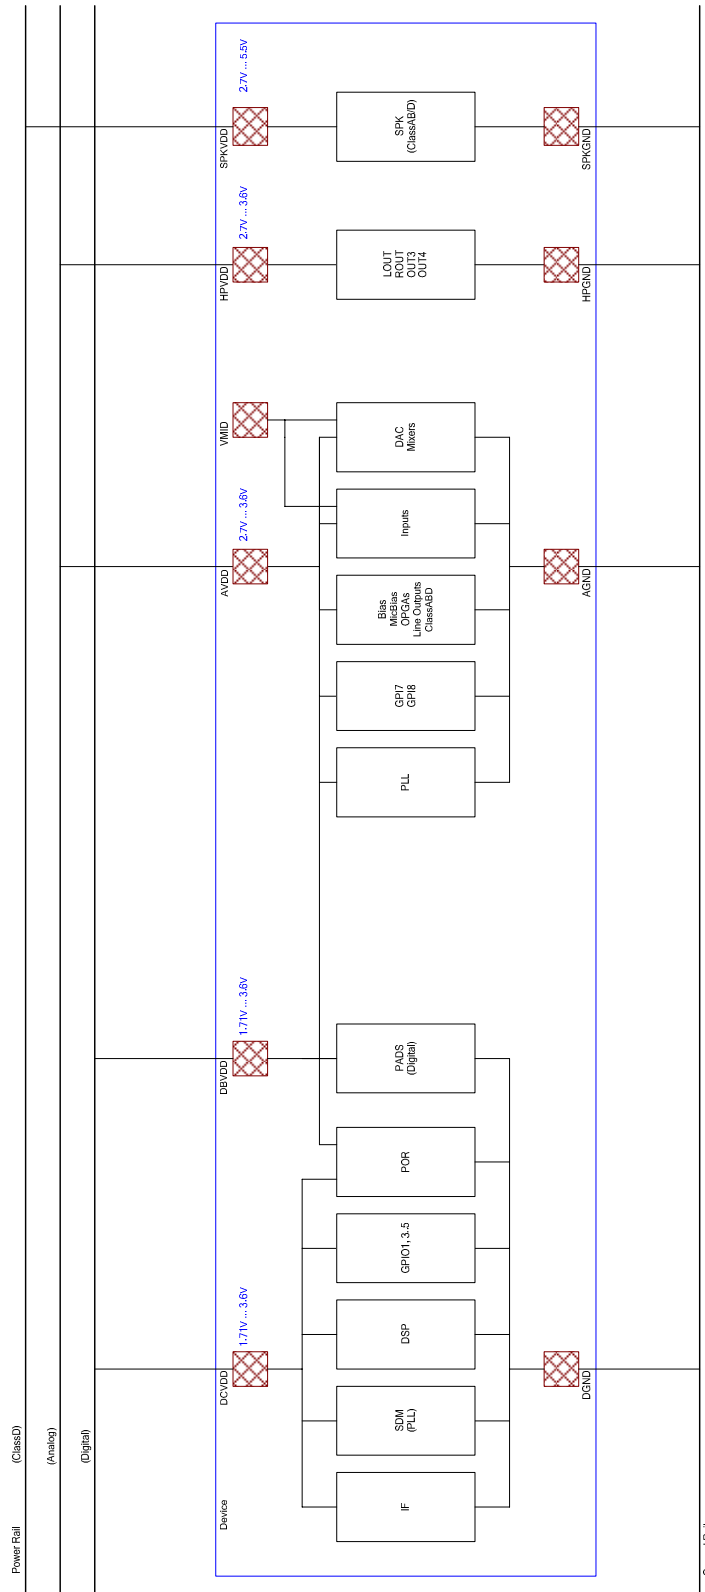 Power Rail
(ClassD)
(Analog)
(Digital)
Device
DCVDD
1.71V ... 3.6V
DBVDD
1.71V ... 3.6V
AVDD
2.7V ... 3.6V
VMID
HPVDD
2.7V ... 3.6V
SPKVDD
2.7V ... 5.5V
IF
SDM
(PLL)
DSP
GPIO1, 3..5
POR
PADS
(Digital)
PLL
GPI7
GPI8
Bias
MicBias
OPGAs
Line Outputs
ClassABD
Inputs
DAC
Mixers
LOUT
ROUT
OUT3
OUT4
SPK
(ClassAB/D)
DGND
AGND
HPGND
SPKGND